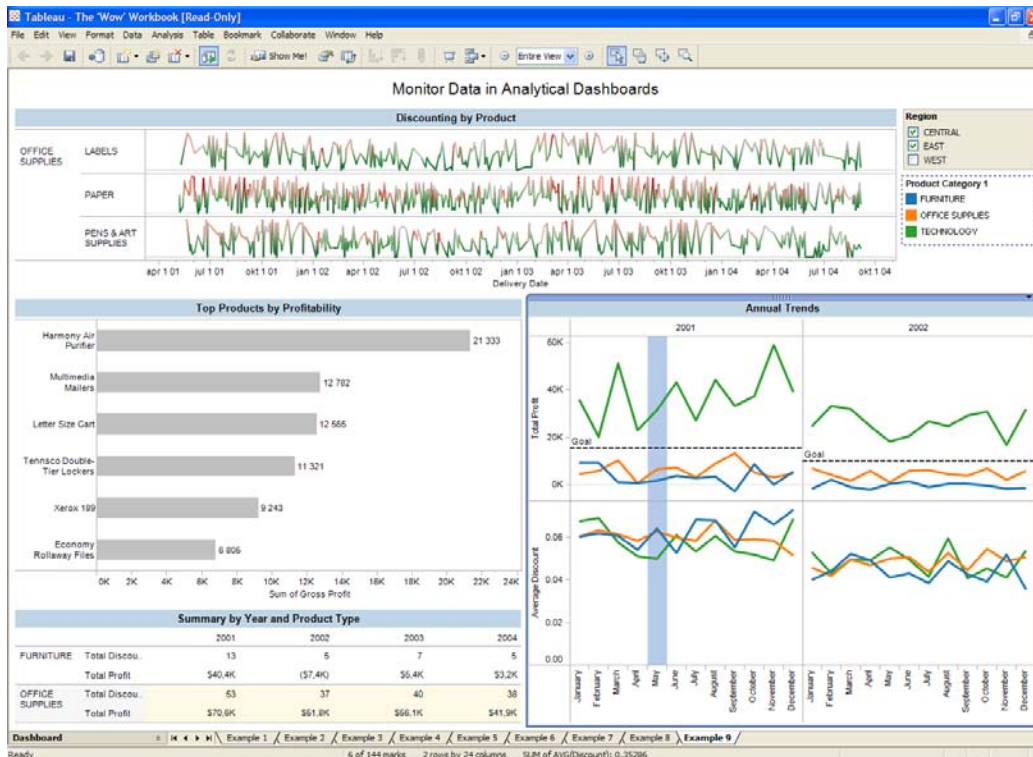 Tableau - The 'Wow' Workbook [Read-Only]
File Edit View Format Data Analysis Table Bookmark Collaborate Window Help
Show Me! Entire View
Monitor Data in Analytical Dashboards
Discounting by Product
OFFICE SUPPLIES
LABELS
PAPER
PENS & ART SUPPLIES
apr 1 01 jul 1 01 okt 1 01 jan 1 02 apr 1 02 jul 1 02 okt 1 02 jan 1 03 apr 1 03 jul 1 03 okt 1 03 jan 1 04 apr 1 04 jul 1 04 okt 1 04
Delivery Date
Region
CENTRAL
EAST
WEST
Product Category 1
FURNITURE
OFFICE SUPPLIES
TECHNOLOGY
Top Products by Profitability
Harmony Air Purifier 21 333
Multimedia Mailers 12 782
Letter Size Cart
Tennsco Double-Tier Lockers 11 321
Xerox 189 9 243
Economy Rollaway Files
0K 2K 4K 6K 8K 10K 12K 14K 16K 18K 20K 22K 24K
Sum of Gross Profit
Annual Trends
2001 2002
Total Profit
60K
40K
20K
0K
Goal
Goal
Average Discount
0.06
0.04
0.02
0.00
January February March April May June July August September October November December
January February March April May June July August September October November December
Summary by Year and Product Type
2001 2002 2003 2004
FURNITURE Total Discou.. 13 5 7 5
Total Profit $40,4K ($7,4K) $5,4K $3,2K
OFFICE SUPPLIES Total Discou.. 53 37 40 38
Total Profit $70,6K $51,8K $66,1K $41,9K
Dashboard Example 1 Example 2 Example 3 Example 4 Example 5 Example 6 Example 7 Example 8 Example 9
Ready 6 of 144 marks 2 rows by 24 columns SUM of AVG(Discount): 0,35286